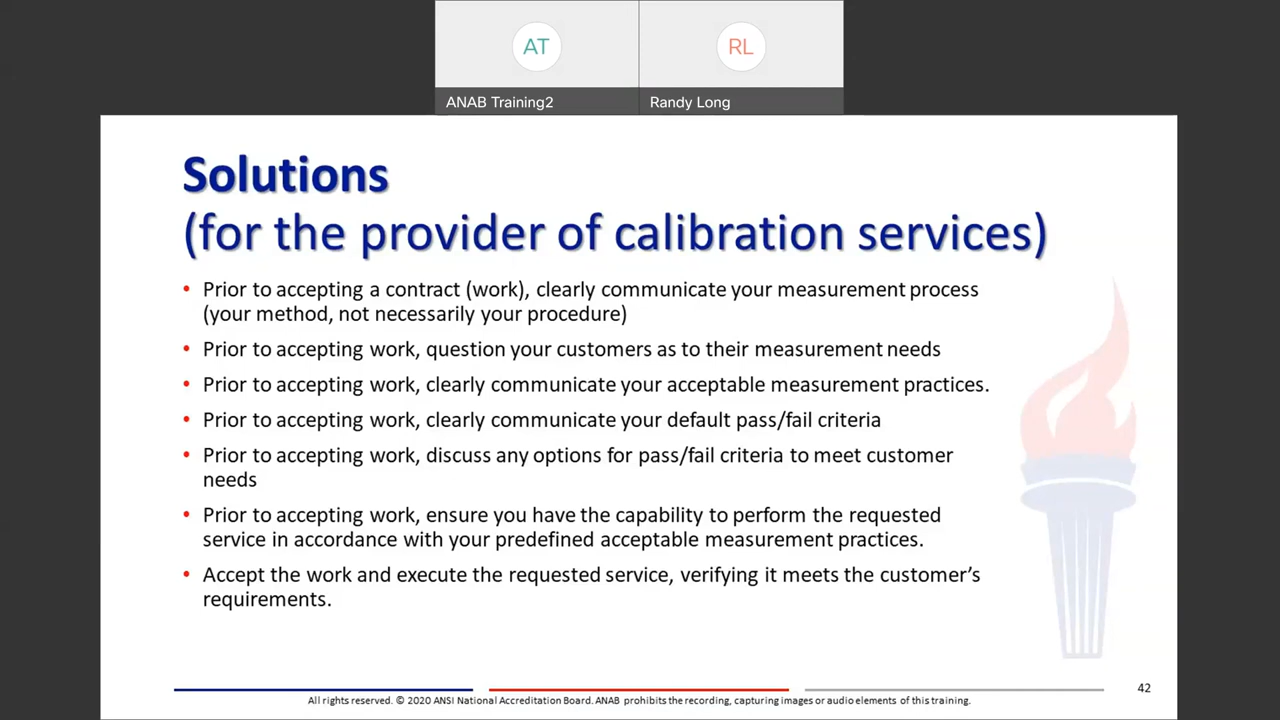 AT
RL
ANAB Training2
Randy Long
Solutions
(for the provider of calibration services)
• Prior to accepting a contract (work), clearly communicate your measurement process
(your method, not necessarily your procedure)
• Prior to accepting work, question your customers as to their measurement needs
• Prior to accepting work, clearly communicate your acceptable measurement practices.
• Prior to accepting work, clearly communicate your default pass/fail criteria
• Prior to accepting work, discuss any options for pass/fail criteria to meet customer
needs
• Prior to accepting work, ensure you have the capability to perform the requested
service in accordance with your predefined acceptable measurement practices.
• Accept the work and execute the requested service, verifying it meets the customer’s
requirements.
42
All rights reserved. © 2020 ANSI National Accreditation Board. ANAB prohibits the recording, capturing images or audio elements of this training.